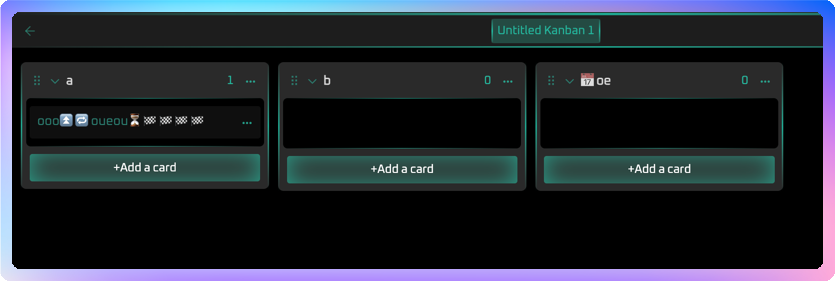 Untitled Kanban 1
a 1
ooo⏫🔁 oueou⏳🏁🏁🏁🏁
+Add a card
b 0
+Add a card
📅oe 0
+Add a card